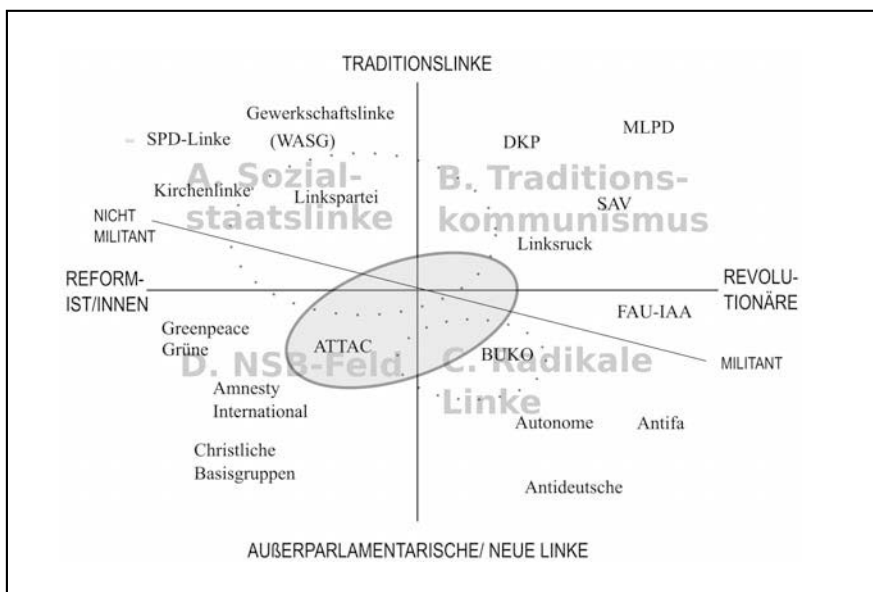 TRADITIONSLINKE
Gewerkschaftslinke
(WASG)
SPD-Linke
DKP
MLPD
A. Sozial-
staatslinke
B. Traditions-
kommunismus
Kirchenlinke
Linkspartei
SAV
NICHT
MILITANT
Linksruck
REFORM-
IST/INNEN
REVOLU-
TIONÄRE
FAU-IAA
Greenpeace
Grüne
ATTAC
BUKO
D. NSB-Feld
C. Radikale
Linke
MILITANT
Amnesty
International
Autonome
Antifa
Christliche
Basisgruppen
Antideutsche
AUßERPARLAMENTARISCHE/ NEUE LINKE